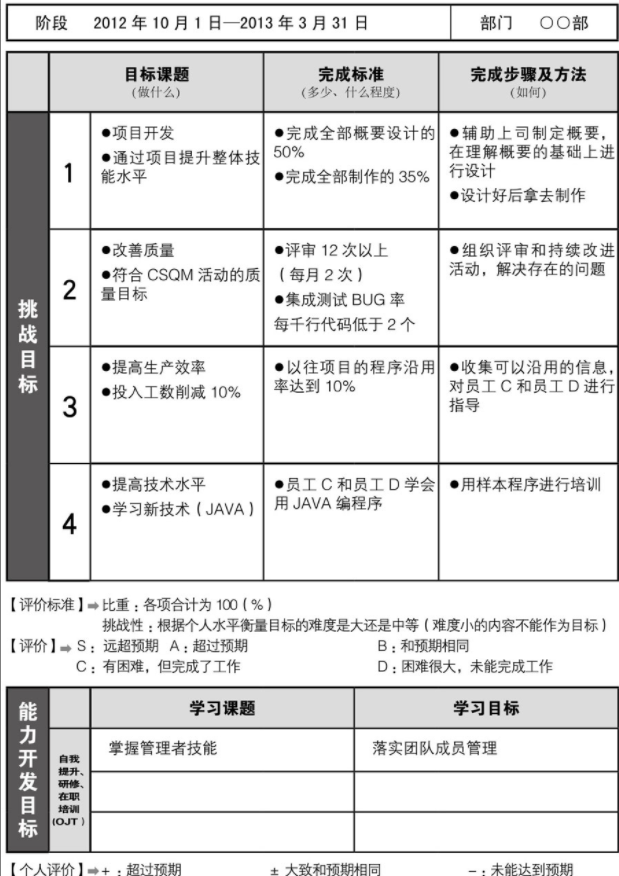 阶段 2012 年 10 月 1 日—2013 年 3 月 31 日 部门 ○○部
目标课题 完成标准 完成步骤及方法
(做什么) (多少、什么程度) (如何)
挑战目标
1
●项目开发
●通过项目提升整体技
能水平
●完成全部概要设计的
50%
●完成全部制作的 35%
●辅助上司制定概要，
在理解概要的基础上进
行设计
●设计好后拿去制作
2
●改善质量
●符合 CSQM 活动的质
量目标
●评审 12 次以上
（每月 2 次）
●集成测试 BUG 率
每千行代码低于 2 个
●组织评审和持续改进
活动，解决存在的问题
3
●提高生产效率
●投入工数削减 10%
●以往项目的程序沿用
率达到 10%
●收集可以沿用的信息，
对员工 C 和员工 D 进行
指导
4
●提高技术水平
●学习新技术（JAVA）
●员工 C 和员工 D 学会
用 JAVA 编程序
●用样本程序进行培训
【评价标准】➡比重：各项合计为 100（%）
挑战性：根据个人水平衡量目标的难度是大还是中等（难度小的内容不能作为目标）
【评价】➡ S：远超预期 A：超过预期 B：和预期相同
C：有困难，但完成了工作 D：困难很大，未能完成工作
能力开发目标
自我
提升、
研修、
在职
培训
(OJT)
学习课题 学习目标
掌握管理者技能 落实团队成员管理
【个人评价】➡+ ：超过预期 ± 大致和预期相同 －：未能达到预期